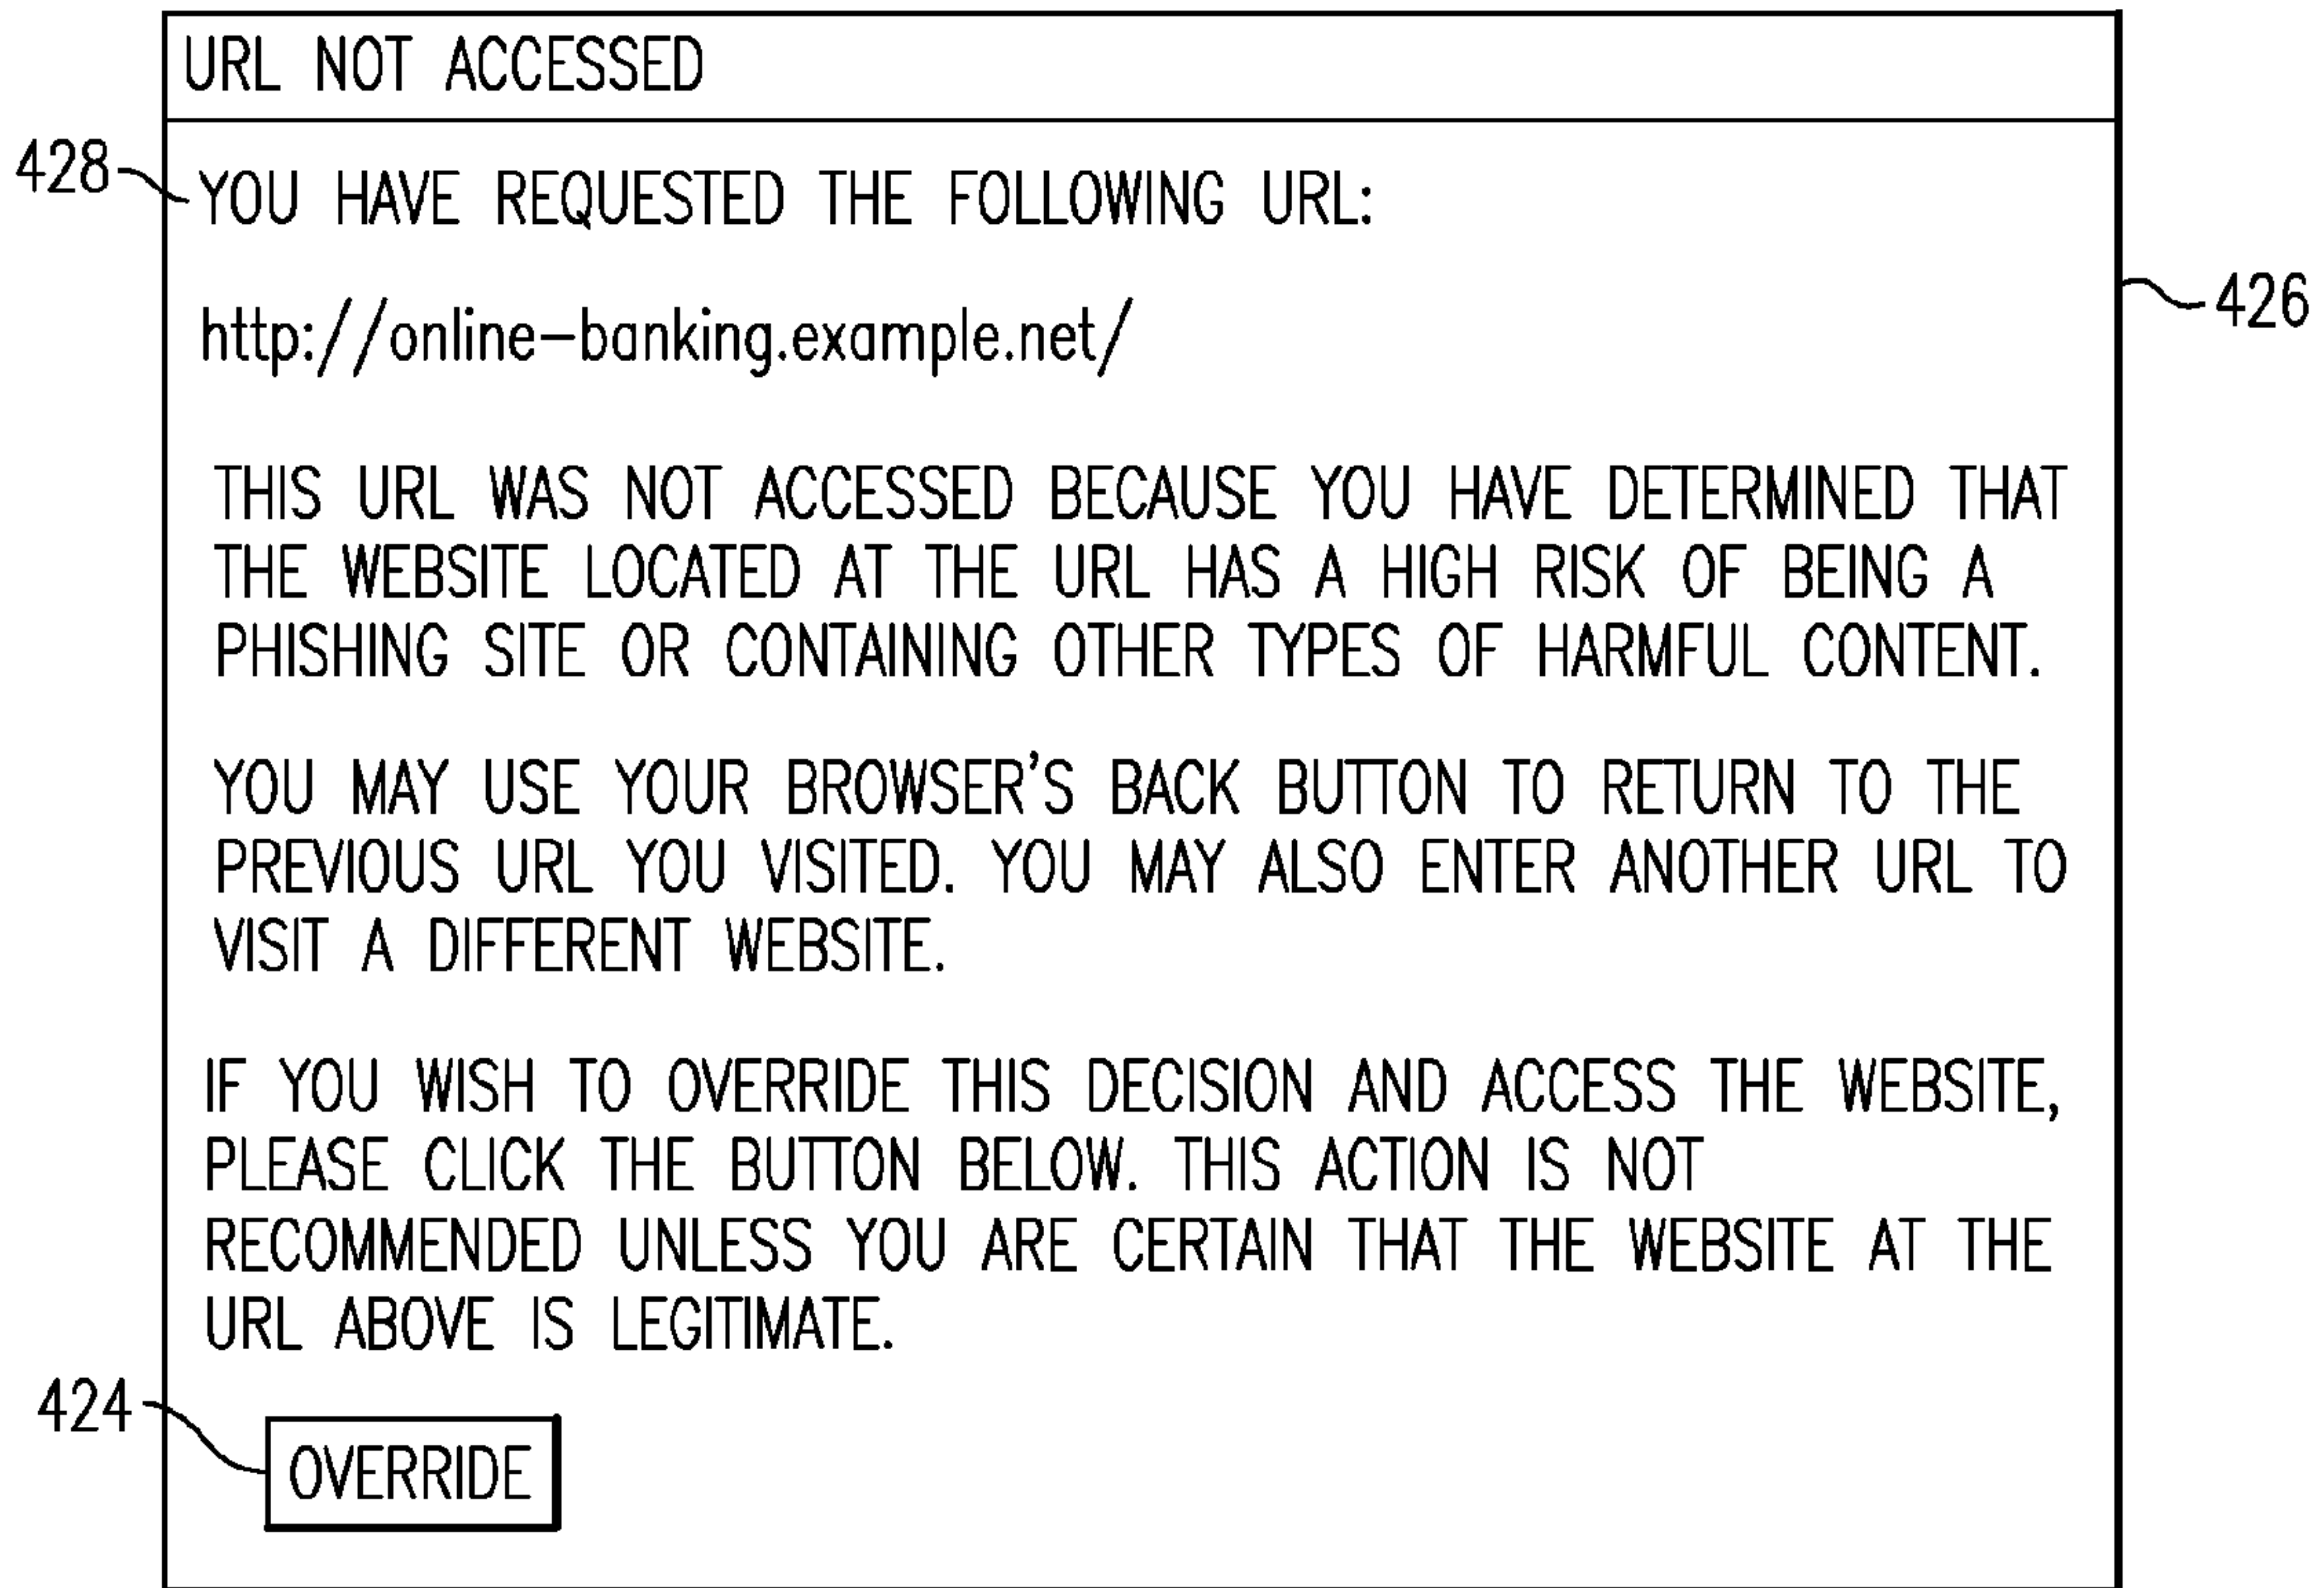 URL NOT ACCESSED
428
YOU HAVE REQUESTED THE FOLLOWING URL:
426
http://online-banking.example.net/
THIS URL WAS NOT ACCESSED BECAUSE YOU HAVE DETERMINED THAT
THE WEBSITE LOCATED AT THE URL HAS A HIGH RISK OF BEING A
PHISHING SITE OR CONTAINING OTHER TYPES OF HARMFUL CONTENT.
YOU MAY USE YOUR BROWSER'S BACK BUTTON TO RETURN TO THE
PREVIOUS URL YOU VISITED. YOU MAY ALSO ENTER ANOTHER URL TO
VISIT A DIFFERENT WEBSITE.
IF YOU WISH TO OVERRIDE THIS DECISION AND ACCESS THE WEBSITE,
PLEASE CLICK THE BUTTON BELOW. THIS ACTION IS NOT
RECOMMENDED UNLESS YOU ARE CERTAIN THAT THE WEBSITE AT THE
URL ABOVE IS LEGITIMATE.
424
OVERRIDE